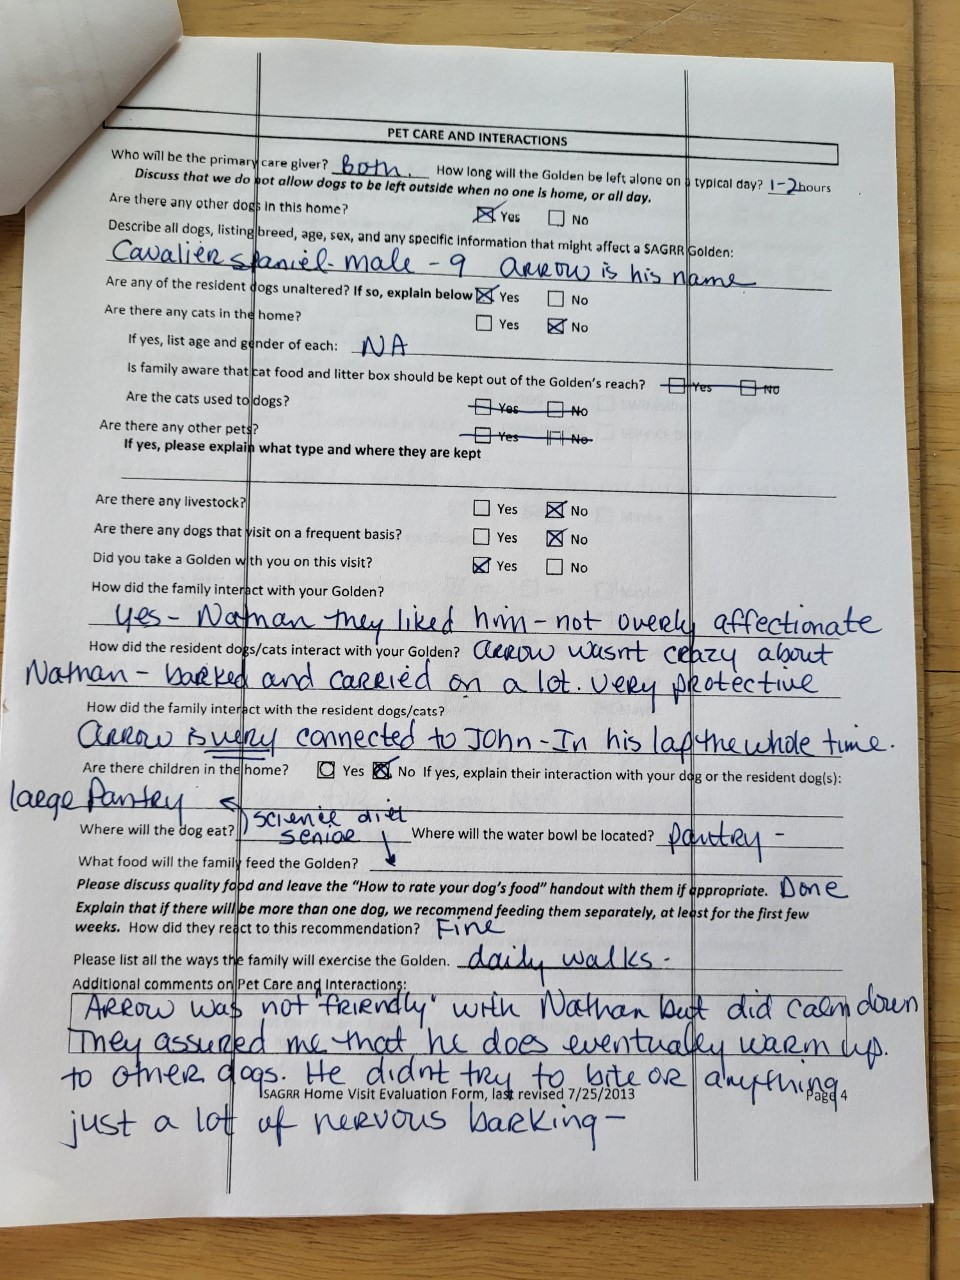 PET CARE AND INTERACTIONS
Who will be the primary care giver? Both. How long will the Golden be left alone on a typical day? 1-2 hours
Discuss that we do not allow dogs to be left outside when no one is home, or all day.
Are there any other dogs in this home? ☒ Yes ☐ No
Describe all dogs, listing breed, age, sex, and any specific information that might affect a SAGRR Golden:
Cavalier spaniel - male - 9 Arrow is his name
Are any of the resident dogs unaltered? If so, explain below ☒ Yes ☐ No
Are there any cats in the home? ☐ Yes ☒ No
If yes, list age and gender of each: NA
Is family aware that cat food and litter box should be kept out of the Golden's reach? ☐ Yes ☐ No
Are the cats used to dogs? ☐ Yes ☐ No
Are there any other pets? ☐ Yes ☐ No
If yes, please explain what type and where they are kept
Are there any livestock? ☐ Yes ☒ No
Are there any dogs that visit on a frequent basis? ☐ Yes ☒ No
Did you take a Golden with you on this visit? ☒ Yes ☐ No
How did the family interact with your Golden?
Yes - Nathan they liked him - not overly affectionate
How did the resident dogs/cats interact with your Golden? Arrow wasnt crazy about
Nathan - barked and carried on a lot. very protective
How did the family interact with the resident dogs/cats?
Arrow is very connected to John - In his lap the whole time.
Are there children in the home? ☐ Yes ☒ No If yes, explain their interaction with your dog or the resident dog(s):
large Pantry
science diet
Where will the dog eat? senior Where will the water bowl be located? pantry -
What food will the family feed the Golden?
Please discuss quality food and leave the "How to rate your dog's food" handout with them if appropriate. Done
Explain that if there will be more than one dog, we recommend feeding them separately, at least for the first few
weeks. How did they react to this recommendation? Fine
Please list all the ways the family will exercise the Golden. daily walks -
Additional comments on Pet Care and Interactions:
Arrow was not "friendly" with Nathan but did calm down
They assured me that he does eventually warm up.
to other dogs. He didnt try to bite or anything
SAGRR Home Visit Evaluation Form, last revised 7/25/2013 Page 4
just a lot of nervous barking -